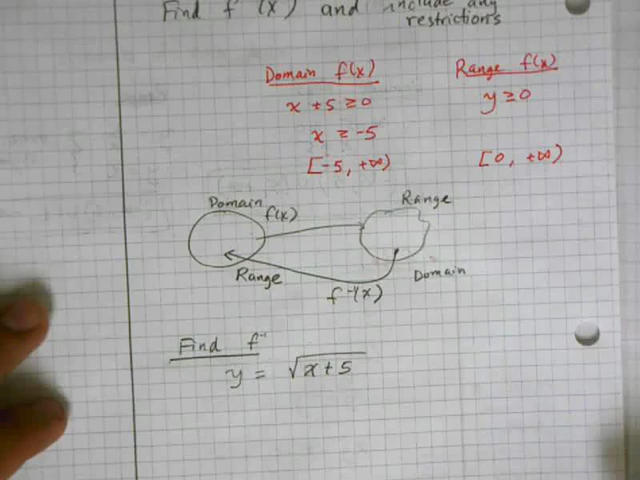 Find f (x) and include any
restrictions
Domain f(x)
x + 5 ≥ 0
x ≥ -5
[-5, +∞)
Range f(x)
y ≥ 0
[0, +∞)
Domain
f(x)
Range
Range
Domain
f⁻¹(x)
Find f⁻¹
y = √(x + 5)